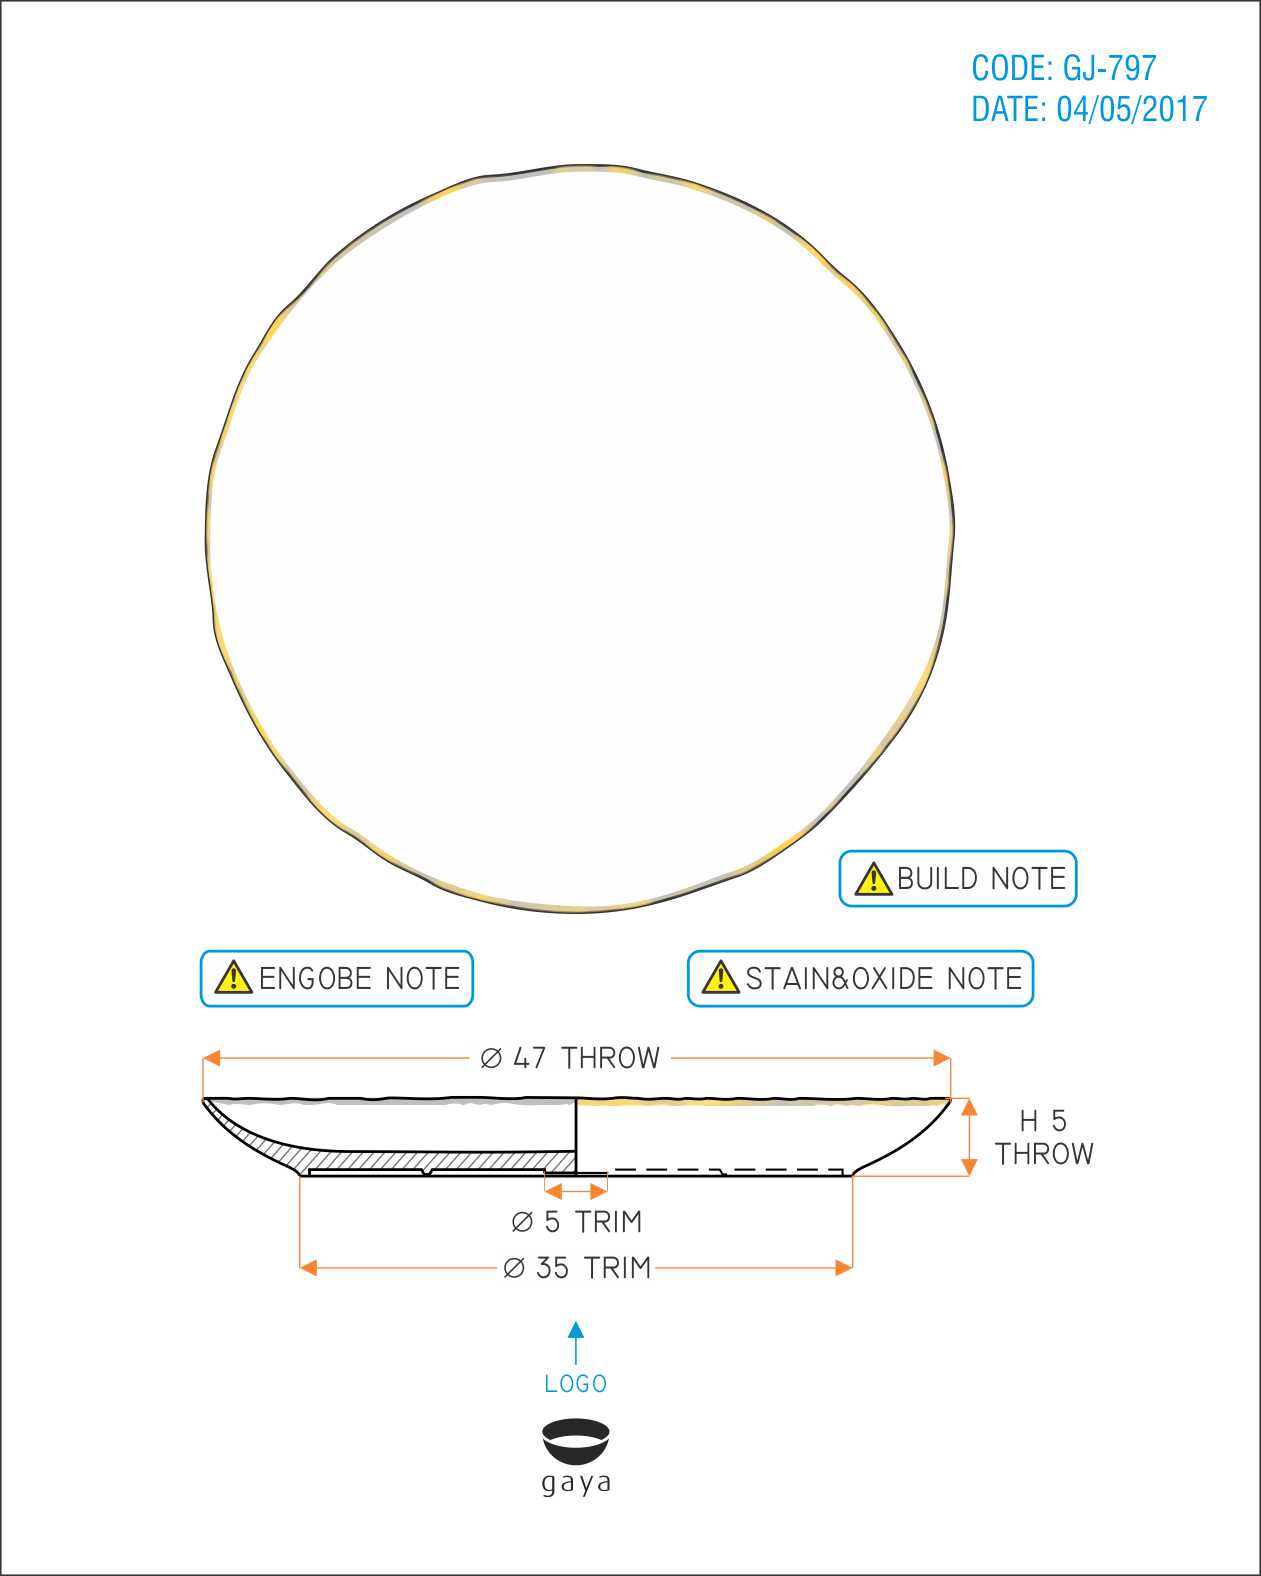 CODE: GJ-797
DATE: 04/05/2017
BUILD NOTE
ENGOBE NOTE
STAIN&OXIDE NOTE
Ø 47 THROW
H 5
THROW
Ø 5 TRIM
Ø 35 TRIM
LOGO
gaya